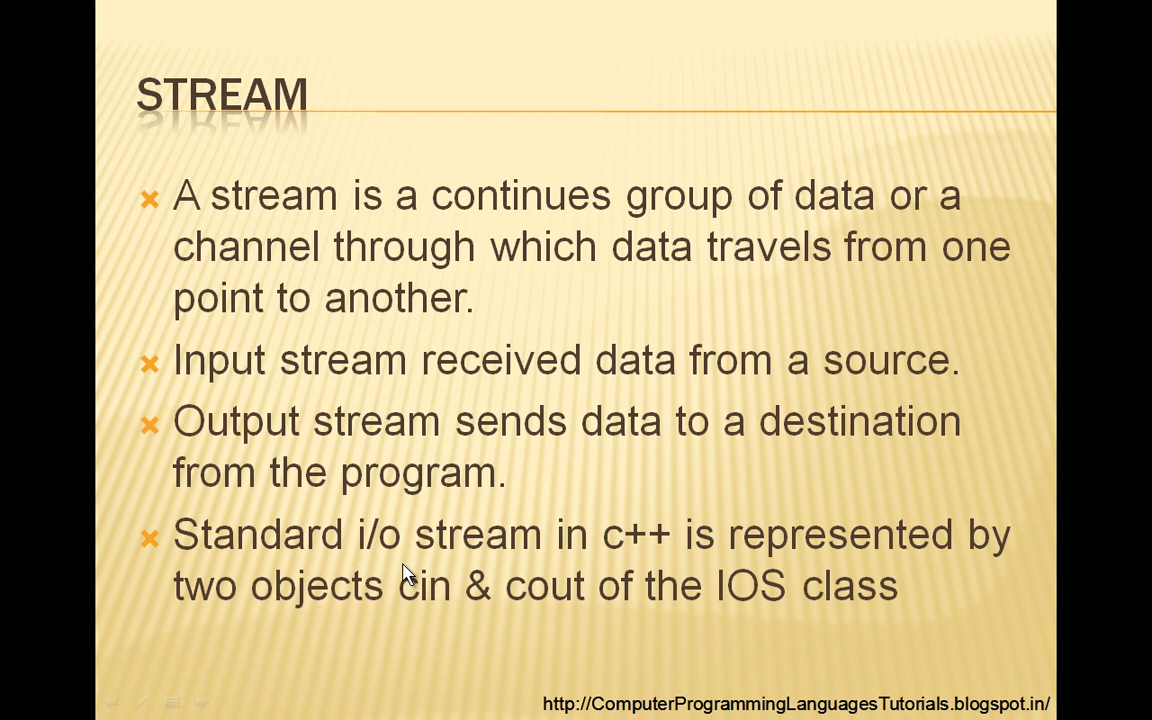 STREAM
A stream is a continues group of data or a
channel through which data travels from one
point to another.
Input stream received data from a source.
Output stream sends data to a destination
from the program.
Standard i/o stream in c++ is represented by
two objects cin & cout of the IOS class
http://ComputerProgrammingLanguagesTutorials.blogspot.in/